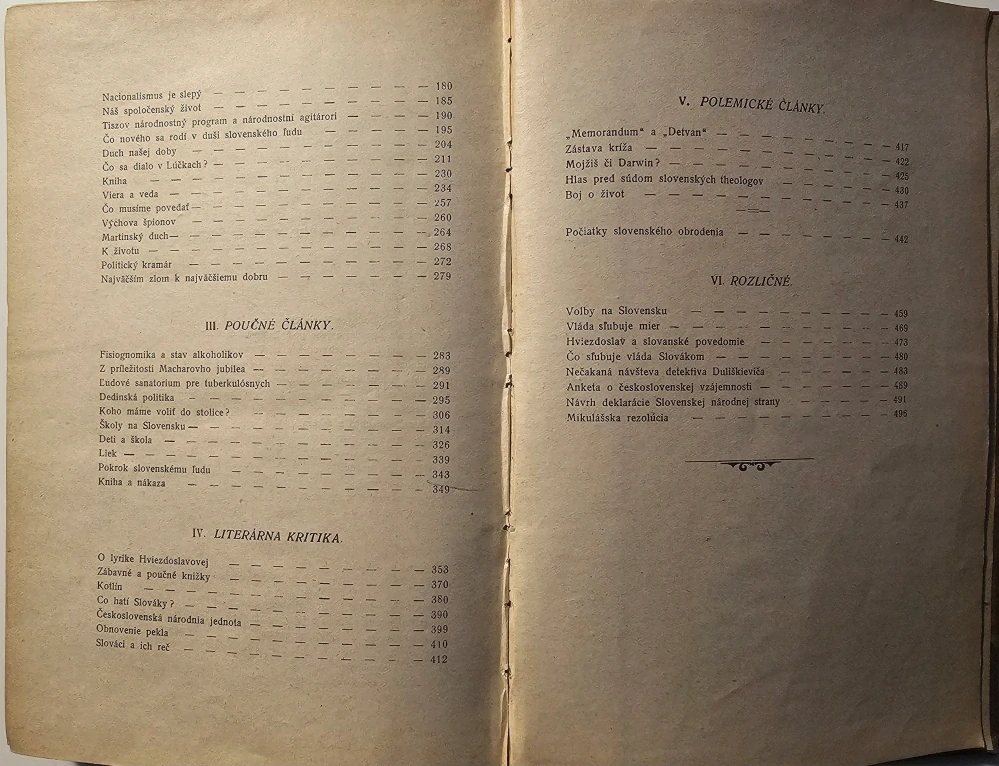 Nacionalismus je slepý — — — — — — — — 180
Náš spoločenský život — — — — — — — — 185
Tiszov národnostný program a národnostní agitárori — — — 190
Čo nového sa rodí v duši slovenského ľudu — — — — 195
Duch našej doby — — — — — — — — 204
Čo sa dialo v Lúčkach? — — — — — — — 211
Kniha — — — — — — — — — 230
Viera a veda — — — — — — — — 234
Čo musíme povedať — — — — — — — — 257
Výchova špionov — — — — — — — — 260
Martinský duch — — — — — — — — 264
K životu — — — — — — — — — 268
Politický kramár — — — — — — — — 272
Najväčším zlom k najväčšiemu dobru — — — — — 279
III. POUČNÉ ČLÁNKY.
Fisiognomika a stav alkoholikov — — — — — — 283
Z príležitosti Macharovho jubilea — — — — — — 289
Ľudové sanatorium pre tuberkulósnych — — — — — 291
Dedinská politika — — — — — — — — 295
Koho máme voliť do stolice? — — — — — — 306
Školy na Slovensku — — — — — — — — 314
Deti a škola — — — — — — — — 326
Liek — — — — — — — — — 339
Pokrok slovenskému ľudu — — — — — — — 343
Kniha a nákaza — — — — — — — — 349
IV. LITERÁRNA KRITIKA.
O lyrike Hviezdoslavovej — — — — — — — 353
Zábavné a poučné knižky — — — — — — — 370
Kotlín — — — — — — — — — 380
Co hatí Slováky? — — — — — — — — 390
Československá národnia jednota — — — — — — 399
Obnovenie pekla — — — — — — — — 410
Slováci a ich reč — — — — — — — — 412
V. POLEMICKÉ ČLÁNKY.
„Memorandum“ a „Detvan“ — — — — — — 417
Zástava kríža — — — — — — — — 422
Mojžiš či Darwin? — — — — — — — — 425
Hlas pred súdom slovenských theologov — — — — 430
Boj o život — — — — — — — — 437
Počiatky slovenského obrodenia — — — — — — 442
VI. ROZLIČNÉ.
Volby na Slovensku — — — — — — — 459
Vláda sľubuje mier — — — — — — — — 469
Hviezdoslav a slovanské povedomie — — — — — 473
Čo sľubuje vláda Slovákom — — — — — — 480
Nečakaná návšteva detektiva Duliškieviča — — — — 483
Anketa o československej vzájemnosti — — — — — 489
Návrh deklarácie Slovenskej národnej strany — — — — 491
Mikulášska rezolúcia — — — — — — — 496